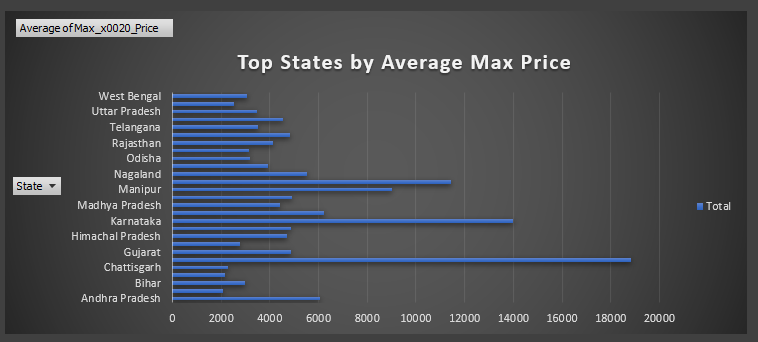 Average of Max_x0020_Price
Top States by Average Max Price
West Bengal
Uttar Pradesh
Telangana
Rajasthan
Odisha
Nagaland
State
Manipur
Madhya Pradesh
Total
Karnataka
Himachal Pradesh
Gujarat
Chattisgarh
Bihar
Andhra Pradesh
0 2000 4000 6000 8000 10000 12000 14000 16000 18000 20000